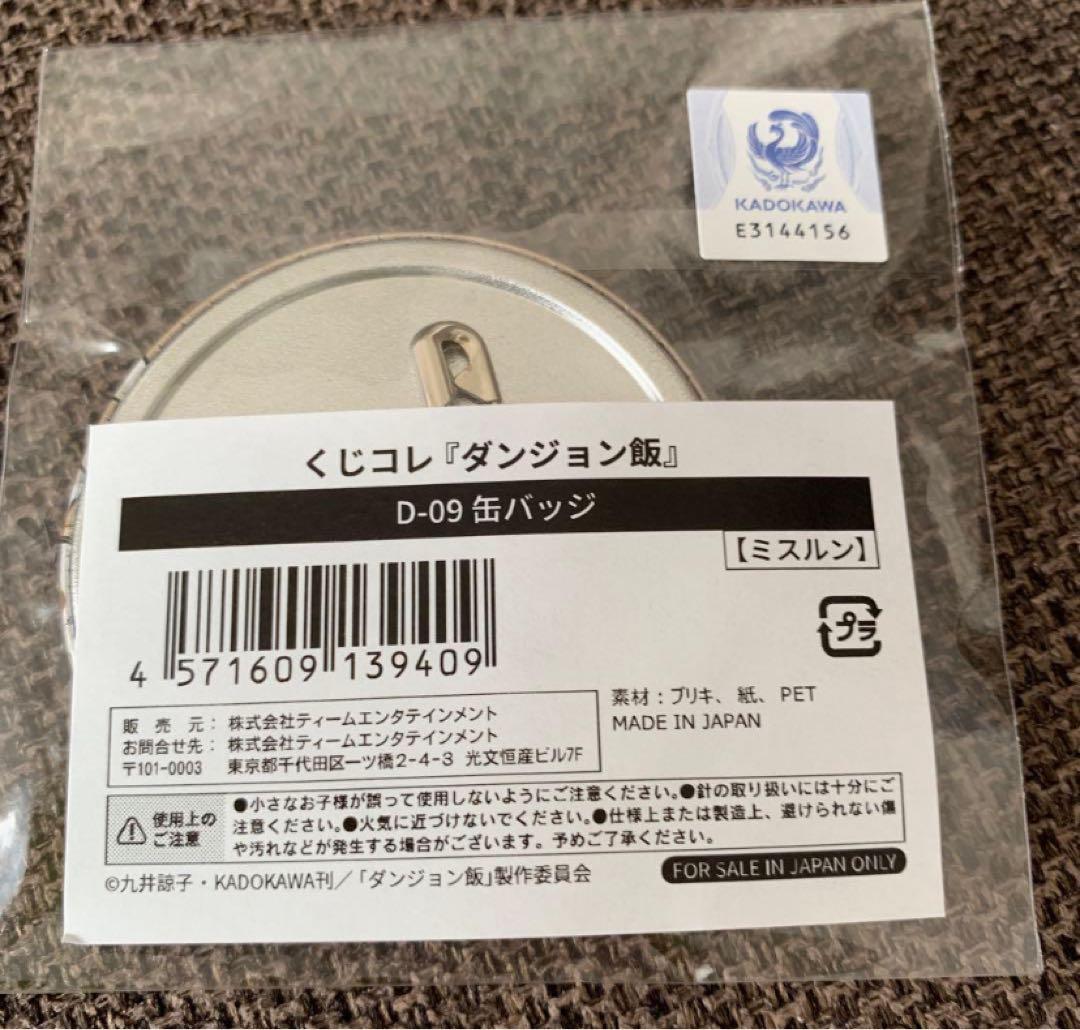 KADOKAWA
E3144156
くじコレ『ダンジョン飯』
D-09 缶バッジ
【ミスルン】
4 571609 139409
プラ
素材：ブリキ、紙、PET
MADE IN JAPAN
販売元：株式会社ティームエンタテインメント
お問合せ先：株式会社ティームエンタテインメント
〒101-0003 東京都千代田区一ツ橋2-4-3 光文恒産ビル7F
使用上の
ご注意
●小さなお子様が誤って使用しないようにご注意ください。●針の取り扱いには十分にご
注意ください。●火気に近づけないでください。●仕様上または製造上、避けられない傷
や汚れなどが発生する場合がございます。予めご了承ください。
©九井諒子・KADOKAWA刊／「ダンジョン飯」製作委員会
FOR SALE IN JAPAN ONLY